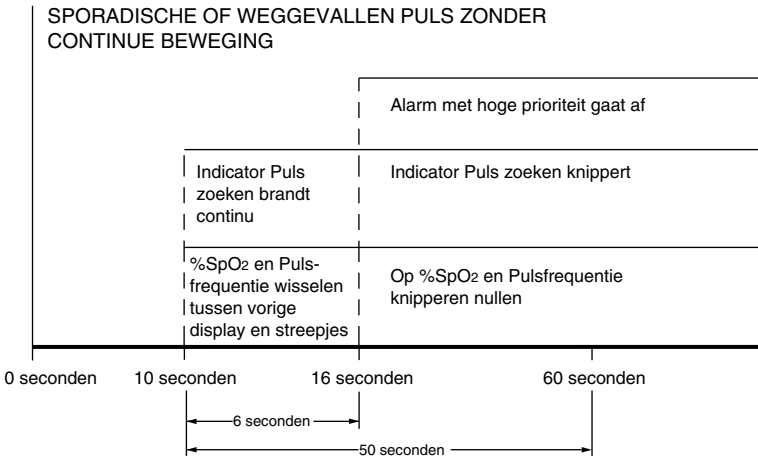 SPORADISCHE OF WEGGEVALLEN PULS ZONDER
CONTINUE BEWEGING
Alarm met hoge prioriteit gaat af
Indicator Puls
zoeken brandt
continu
Indicator Puls zoeken knippert
%SpO2 en Puls-
frequentie wisselen
tussen vorige
display en streepjes
Op %SpO2 en Pulsfrequentie
knipperen nullen
0 seconden 10 seconden 16 seconden 60 seconden
6 seconden
50 seconden